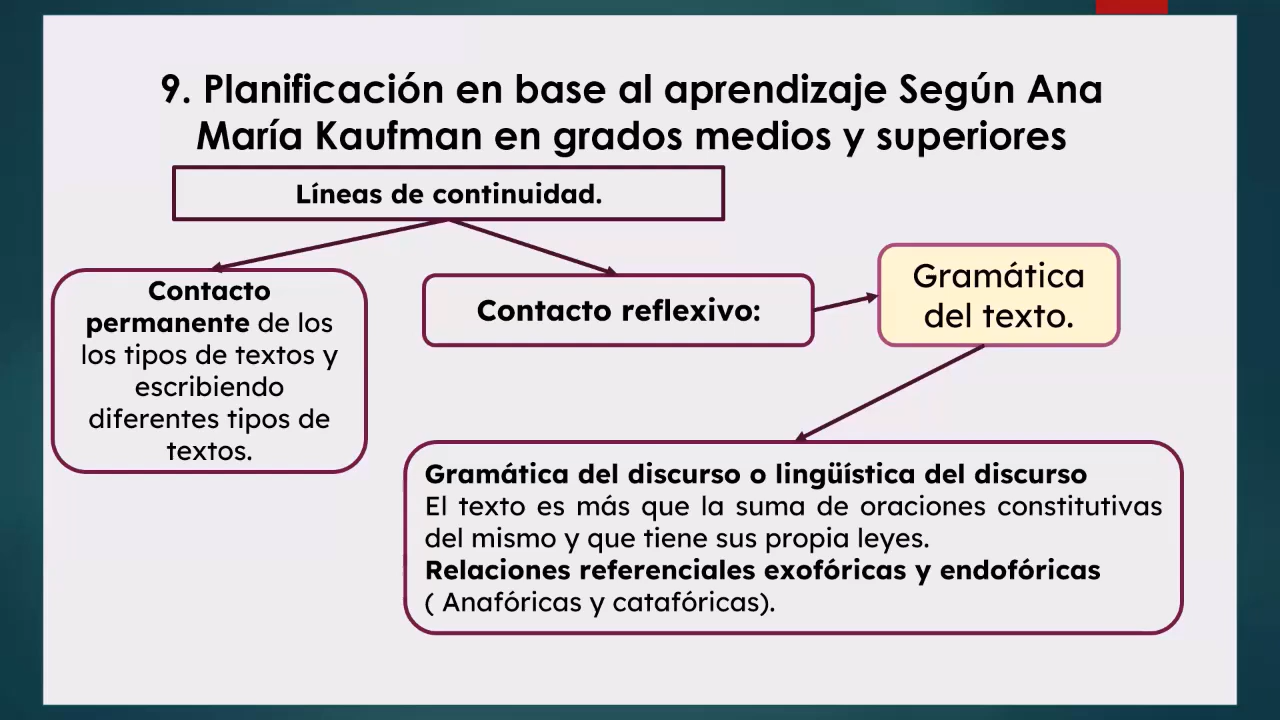 9. Planificación en base al aprendizaje Según Ana
María Kaufman en grados medios y superiores
Líneas de continuidad.
Contacto
permanente de los
los tipos de textos y
escribiendo
diferentes tipos de
textos.
Contacto reflexivo:
Gramática
del texto.
Gramática del discurso o lingüística del discurso
El texto es más que la suma de oraciones constitutivas
del mismo y que tiene sus propia leyes.
Relaciones referenciales exofóricas y endofóricas
( Anafóricas y catafóricas).